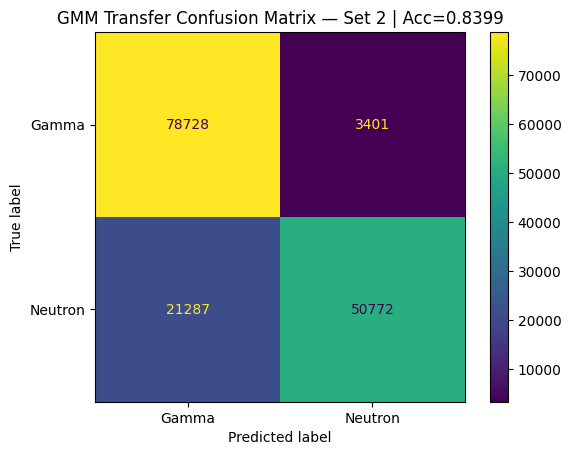 GMM Transfer Confusion Matrix — Set 2 | Acc=0.8399
Gamma
78728
3401
Neutron
21287
50772
Gamma
Neutron
Predicted label
True label
70000
60000
50000
40000
30000
20000
10000